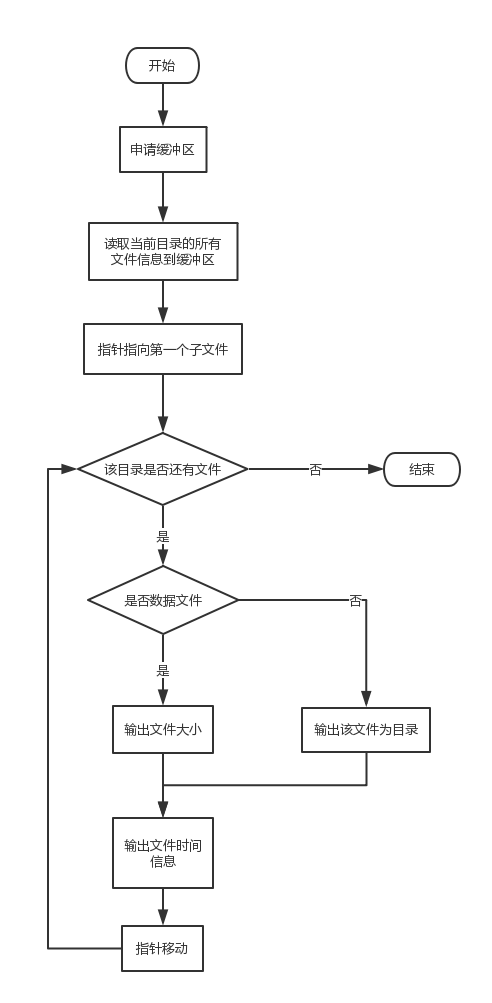 开始
申请缓冲区
读取当前目录的所有
文件信息到缓冲区
指针指向第一个子文件
该目录是否还有文件
否
结束
是
是否数据文件
否
是
输出文件大小
输出该文件为目录
输出文件时间
信息
指针移动